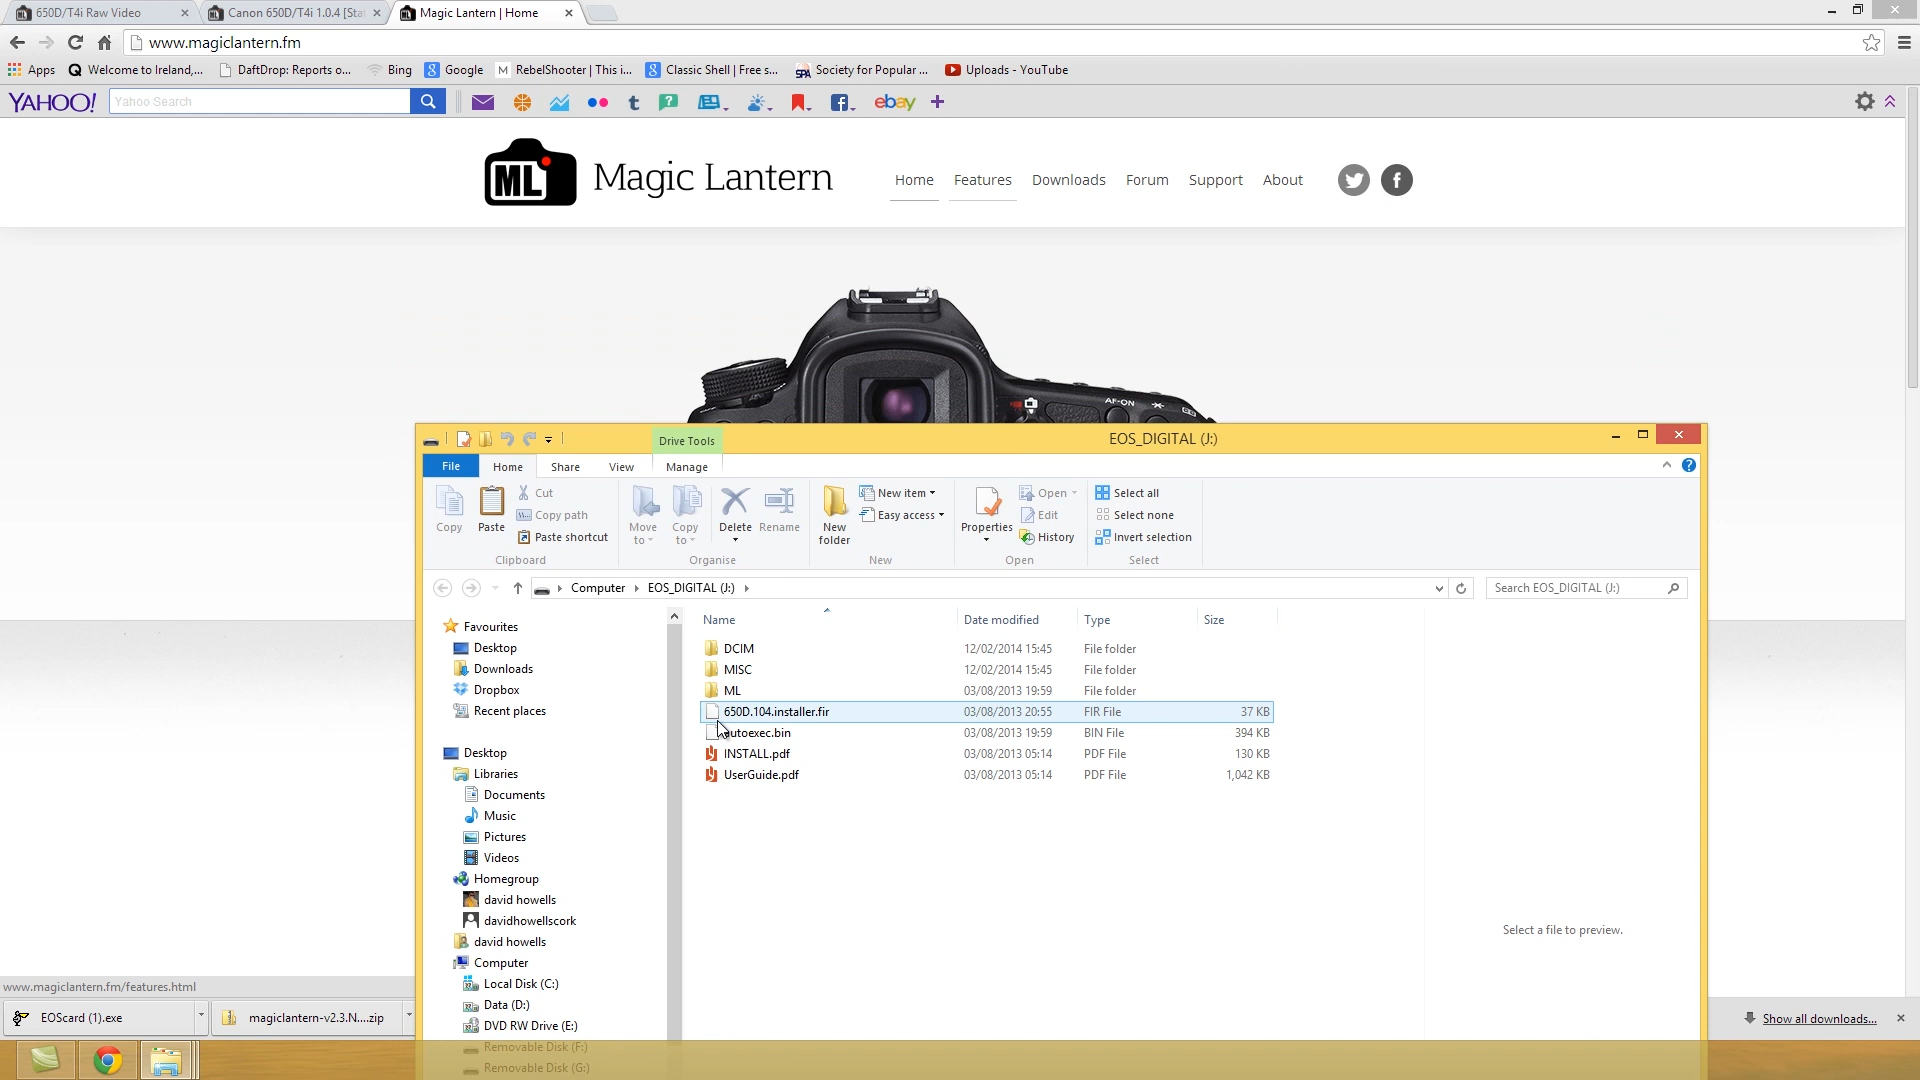 650D/T4i Raw Video
Canon 650D/T4i 1.0.4 [Sta
Magic Lantern | Home
www.magiclantern.fm
Apps
Welcome to Ireland,...
DaftDrop: Reports o...
Bing
Google
RebelShooter | This i...
Classic Shell | Free s...
Society for Popular ...
Uploads - YouTube
YAHOO!
Yahoo Search
ebay
ML
Magic Lantern
Home
Features
Downloads
Forum
Support
About
AF-ON
Drive Tools
EOS_DIGITAL (J:)
File
Home
Share
View
Manage
Copy
Paste
Cut
Copy path
Paste shortcut
Clipboard
Move to
Copy to
Delete
Rename
Organise
New folder
New item
Easy access
New
Properties
Open
Edit
History
Open
Select all
Select none
Invert selection
Select
Computer
EOS_DIGITAL (J:)
Search EOS_DIGITAL (J:)
Name
Date modified
Type
Size
DCIM 12/02/2014 15:45 File folder
MISC 12/02/2014 15:45 File folder
ML 03/08/2013 19:59 File folder
650D.104.installer.fir 03/08/2013 20:55 FIR File 37 KB
autoexec.bin 03/08/2013 19:59 BIN File 394 KB
INSTALL.pdf 03/08/2013 05:14 PDF File 130 KB
UserGuide.pdf 03/08/2013 05:14 PDF File 1,042 KB
Favourites
Desktop
Downloads
Dropbox
Recent places
Desktop
Libraries
Documents
Music
Pictures
Videos
Homegroup
david howells
davidhowellscork
david howells
Computer
Local Disk (C:)
Data (D:)
DVD RW Drive (E:)
Removable Disk (F:)
Removable Disk (G:)
Select a file to preview.
www.magiclantern.fm/features.html
EOScard (1).exe
magiclantern-v2.3.N....zip
Show all downloads...